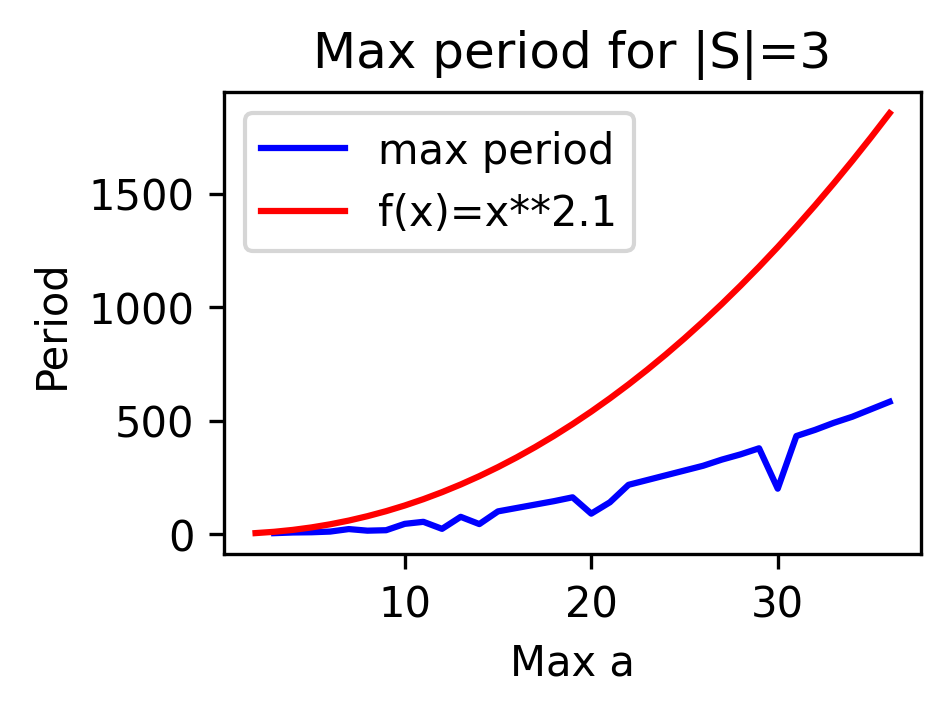 Max period for |S|=3
max period
f(x)=x**2.1
Period
1500
1000
500
0
10
20
30
Max a